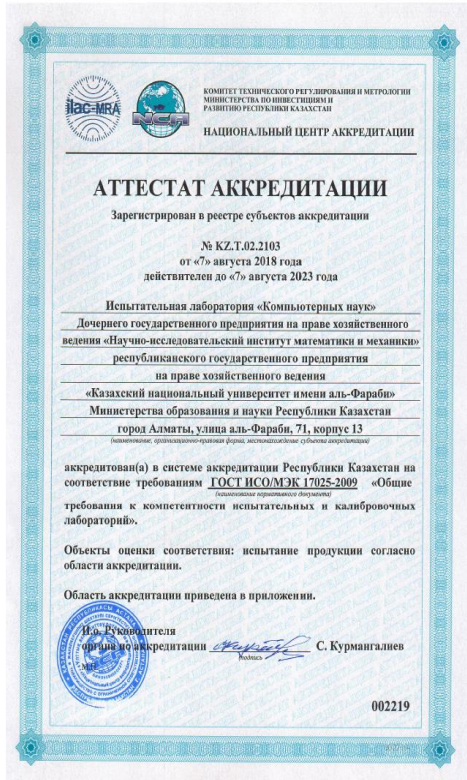 ilac-MRA
NCA
КОМИТЕТ ТЕХНИЧЕСКОГО РЕГУЛИРОВАНИЯ И МЕТРОЛОГИИ
МИНИСТЕРСТВА ПО ИНВЕСТИЦИЯМ И
РАЗВИТИЮ РЕСПУБЛИКИ КАЗАХСТАН
НАЦИОНАЛЬНЫЙ ЦЕНТР АККРЕДИТАЦИИ
АТТЕСТАТ АККРЕДИТАЦИИ
Зарегистрирован в реестре субъектов аккредитации
№ KZ.T.02.2103
от «7» августа 2018 года
действителен до «7» августа 2023 года
Испытательная лаборатория «Компьютерных наук»
Дочернего государственного предприятия на праве хозяйственного
ведения «Научно-исследовательский институт математики и механики»
республиканского государственного предприятия
на праве хозяйственного ведения
«Казахский национальный университет имени аль-Фараби»
Министерства образования и науки Республики Казахстан
город Алматы, улица аль-Фараби, 71, корпус 13
(наименование, организационно-правовая форма, местонахождение субъекта аккредитации)
аккредитован(а) в системе аккредитации Республики Казахстан на
соответствие требованиям ГОСТ ИСО/МЭК 17025-2009 «Общие
(наименование нормативного документа)
требования к компетентности испытательных и калибровочных
лабораторий».
Объекты оценки соответствия: испытание продукции согласно
области аккредитации.
Область аккредитации приведена в приложении.
И.о. Руководителя
органа по аккредитации С. Курмангалиев
подпись
М.П.
002219